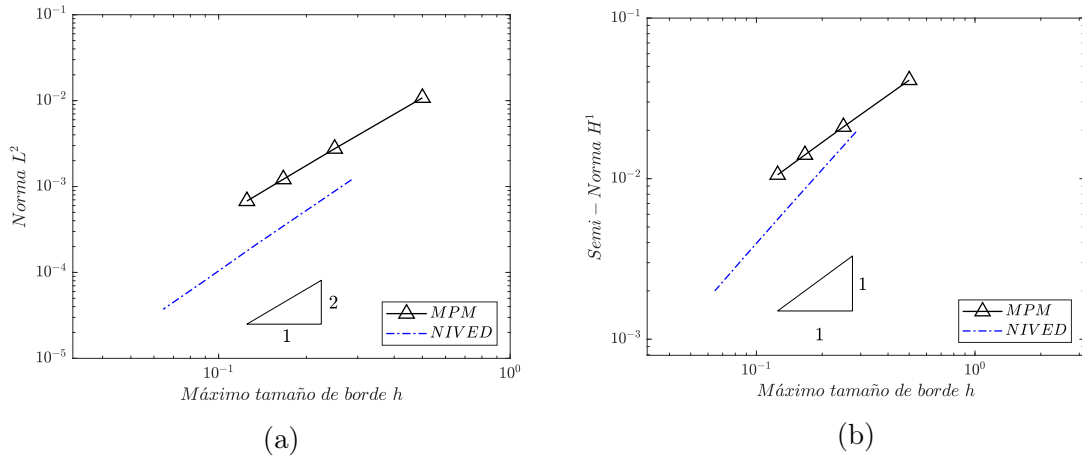 10^-1
10^-2
10^-3
10^-4
10^-5
Norma L^2
10^-1
10^0
Máximo tamaño de borde h
1
2
MPM
NIVED
(a)
10^-1
10^-2
10^-3
Semi - Norma H^1
10^-1
10^0
Máximo tamaño de borde h
1
1
MPM
NIVED
(b)